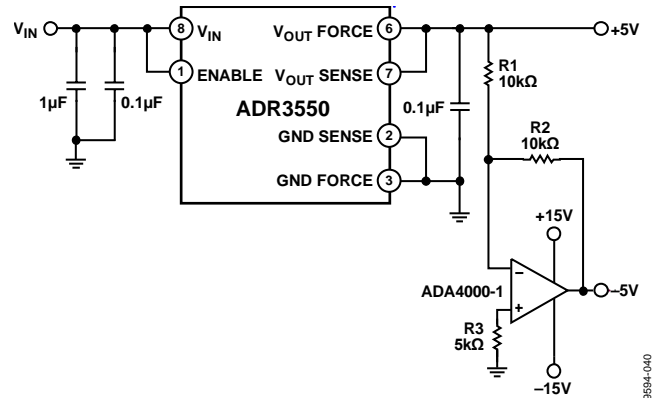 VIN
8
VIN
VOUT FORCE
6
+5V
1
ENABLE
VOUT SENSE
7
R1
10kΩ
1µF
0.1µF
ADR3550
0.1µF
R2
10kΩ
GND SENSE
2
GND FORCE
3
+15V
ADA4000-1
−
+
–5V
R3
5kΩ
–15V
9594-040